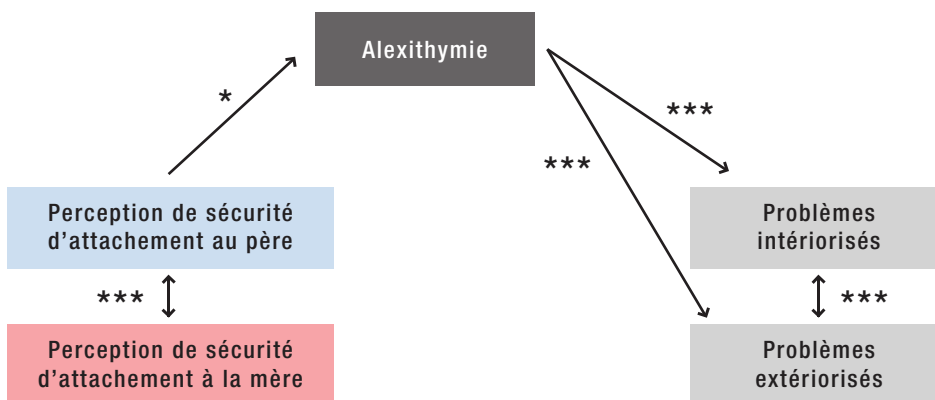 Alexithymie
*
***
***
Perception de sécurité
d'attachement au père
Problèmes
intériorisés
***
***
Perception de sécurité
d'attachement à la mère
Problèmes
extériorisés